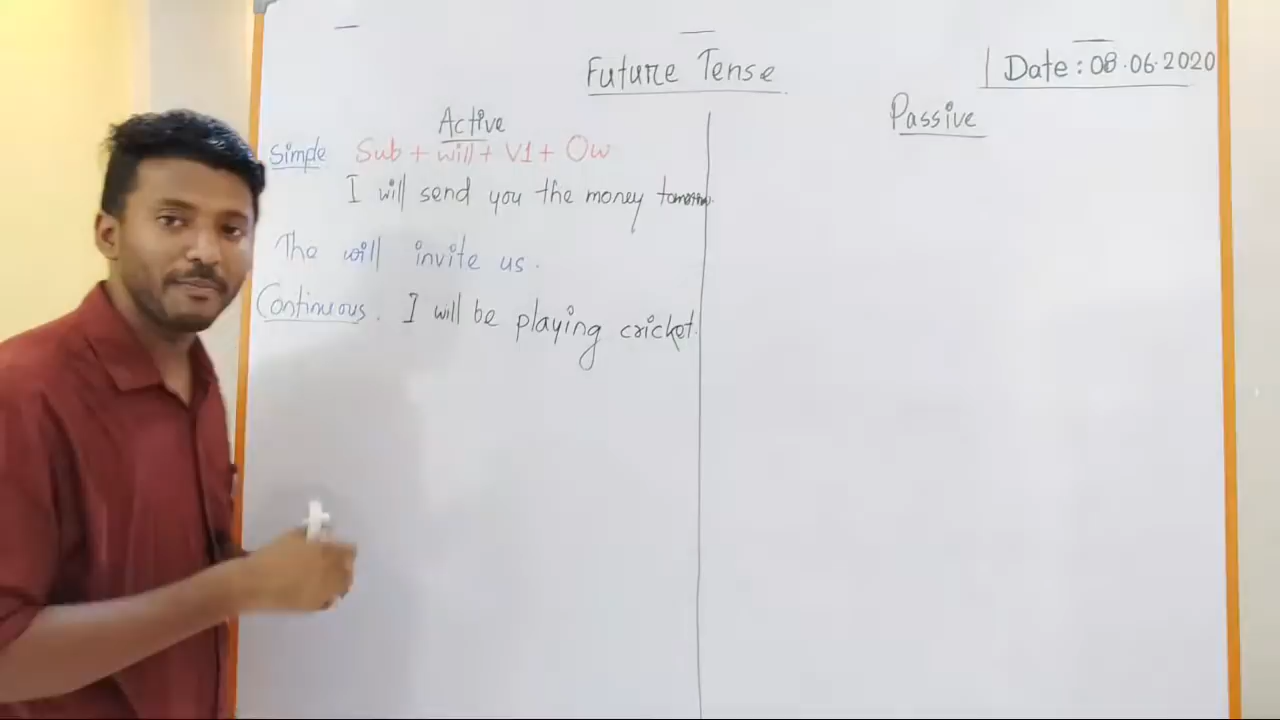 Future Tense
Date : 08.06.2020
Active
Passive
Simple Sub + will + V1 + Ow
I will send you the money tomorrow.
The will invite us.
Continuous. I will be playing cricket.